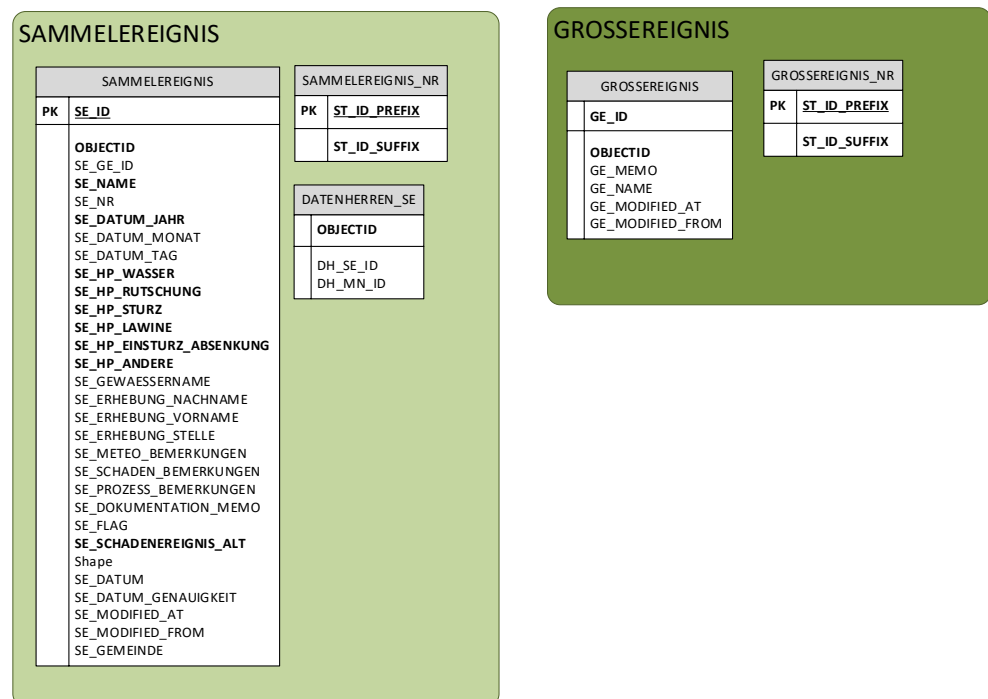 SAMMELEREIGNIS
SAMMELEREIGNIS
PK SE_ID
OBJECTID
SE_GE_ID
SE_NAME
SE_NR
SE_DATUM_JAHR
SE_DATUM_MONAT
SE_DATUM_TAG
SE_HP_WASSER
SE_HP_RUTSCHUNG
SE_HP_STURZ
SE_HP_LAWINE
SE_HP_EINSTURZ_ABSENKUNG
SE_HP_ANDERE
SE_GEWAESSERNAME
SE_ERHEBUNG_NACHNAME
SE_ERHEBUNG_VORNAME
SE_ERHEBUNG_STELLE
SE_METEO_BEMERKUNGEN
SE_SCHADEN_BEMERKUNGEN
SE_PROZESS_BEMERKUNGEN
SE_DOKUMENTATION_MEMO
SE_FLAG
SE_SCHADENEREIGNIS_ALT
Shape
SE_DATUM
SE_DATUM_GENAUIGKEIT
SE_MODIFIED_AT
SE_MODIFIED_FROM
SE_GEMEINDE
SAMMELEREIGNIS_NR
PK ST_ID_PREFIX
ST_ID_SUFFIX
DATENHERREN_SE
OBJECTID
DH_SE_ID
DH_MN_ID
GROSSEREIGNIS
GROSSEREIGNIS
GE_ID
OBJECTID
GE_MEMO
GE_NAME
GE_MODIFIED_AT
GE_MODIFIED_FROM
GROSSEREIGNIS_NR
PK ST_ID_PREFIX
ST_ID_SUFFIX